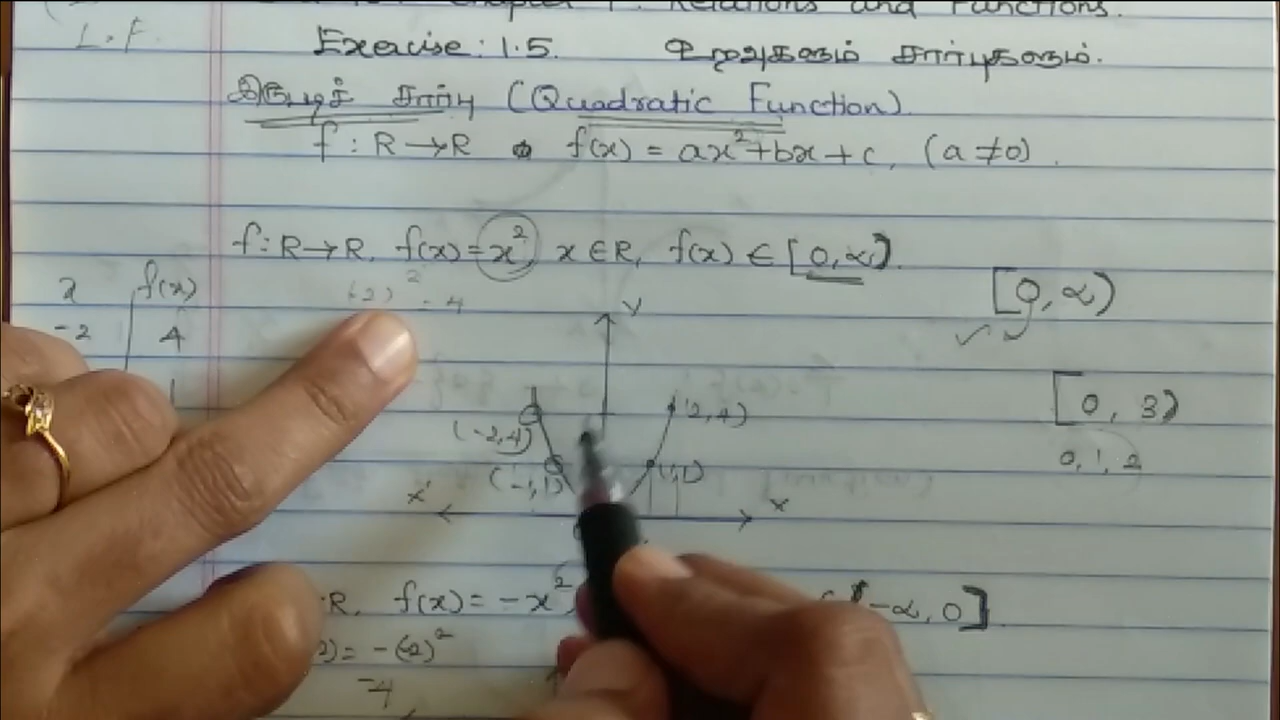 Chapter 1. Relations and Functions.
L.F
Exercise: 1.5. உறவுகளும் சார்புகளும்.
இருபடிச் சார்பு (Quadratic Function)
f : R → R f(x) = ax²+bx+c, (a ≠ 0).
f: R→R, f(x) = x², x ∈ R, f(x) ∈ [0, ∝).
x f(x)
(-2)² = 4
[0, ∝)
-2 4
Y
1
(-2,4) (2,4)
[0, 3)
(-1,1) (1,1)
0, 1, 2
x' x
R, f(x) = -x² -∝, 0]
2) = -(-2)²
-4